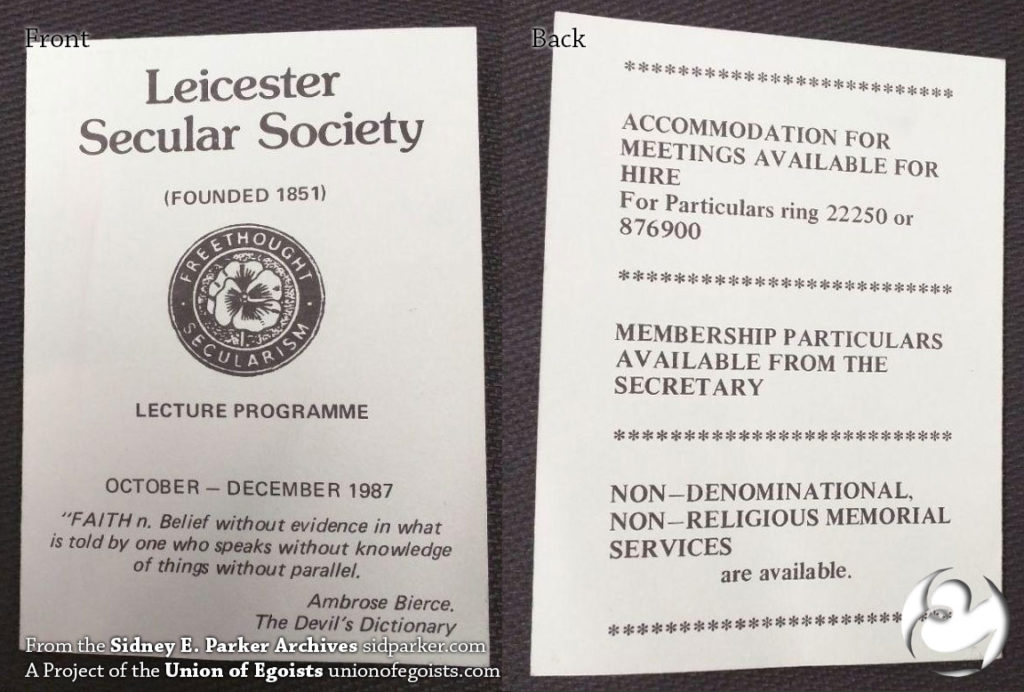 Front
Leicester
Secular Society
(FOUNDED 1851)
FREETHOUGHT
· SECULARISM ·
LECTURE PROGRAMME
OCTOBER — DECEMBER 1987
"FAITH n. Belief without evidence in what
is told by one who speaks without knowledge
of things without parallel.
Ambrose Bierce.
The Devil's Dictionary
From the Sidney E. Parker Archives sidparker.com
A Project of the Union of Egoists unionofegoists.com
Back
***************************
ACCOMMODATION FOR
MEETINGS AVAILABLE FOR
HIRE
For Particulars ring 22250 or
876900
***************************
MEMBERSHIP PARTICULARS
AVAILABLE FROM THE
SECRETARY
***************************
NON—DENOMINATIONAL,
NON—RELIGIOUS MEMORIAL
SERVICES
are available.
***************************